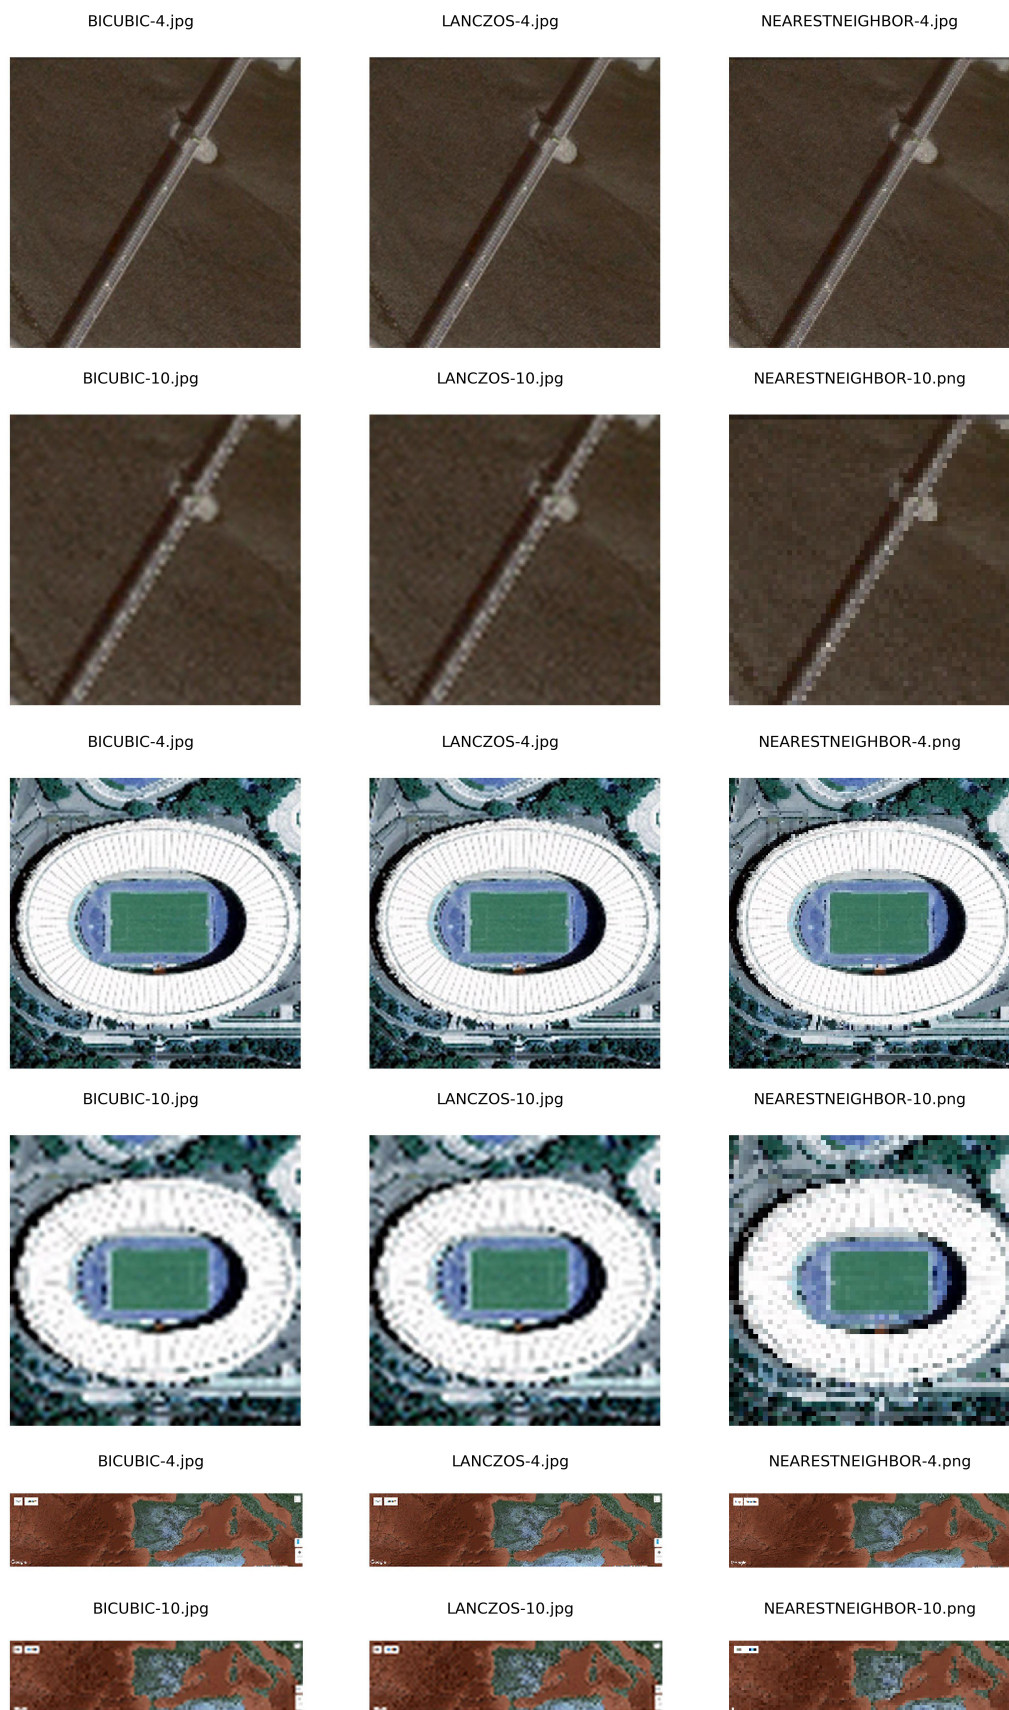 BICUBIC-4.jpg LANCZOS-4.jpg NEARESTNEIGHBOR-4.jpg
BICUBIC-10.jpg LANCZOS-10.jpg NEARESTNEIGHBOR-10.png
BICUBIC-4.jpg LANCZOS-4.jpg NEARESTNEIGHBOR-4.png
BICUBIC-10.jpg LANCZOS-10.jpg NEARESTNEIGHBOR-10.png
BICUBIC-4.jpg LANCZOS-4.jpg NEARESTNEIGHBOR-4.png
Google Google
BICUBIC-10.jpg LANCZOS-10.jpg NEARESTNEIGHBOR-10.png